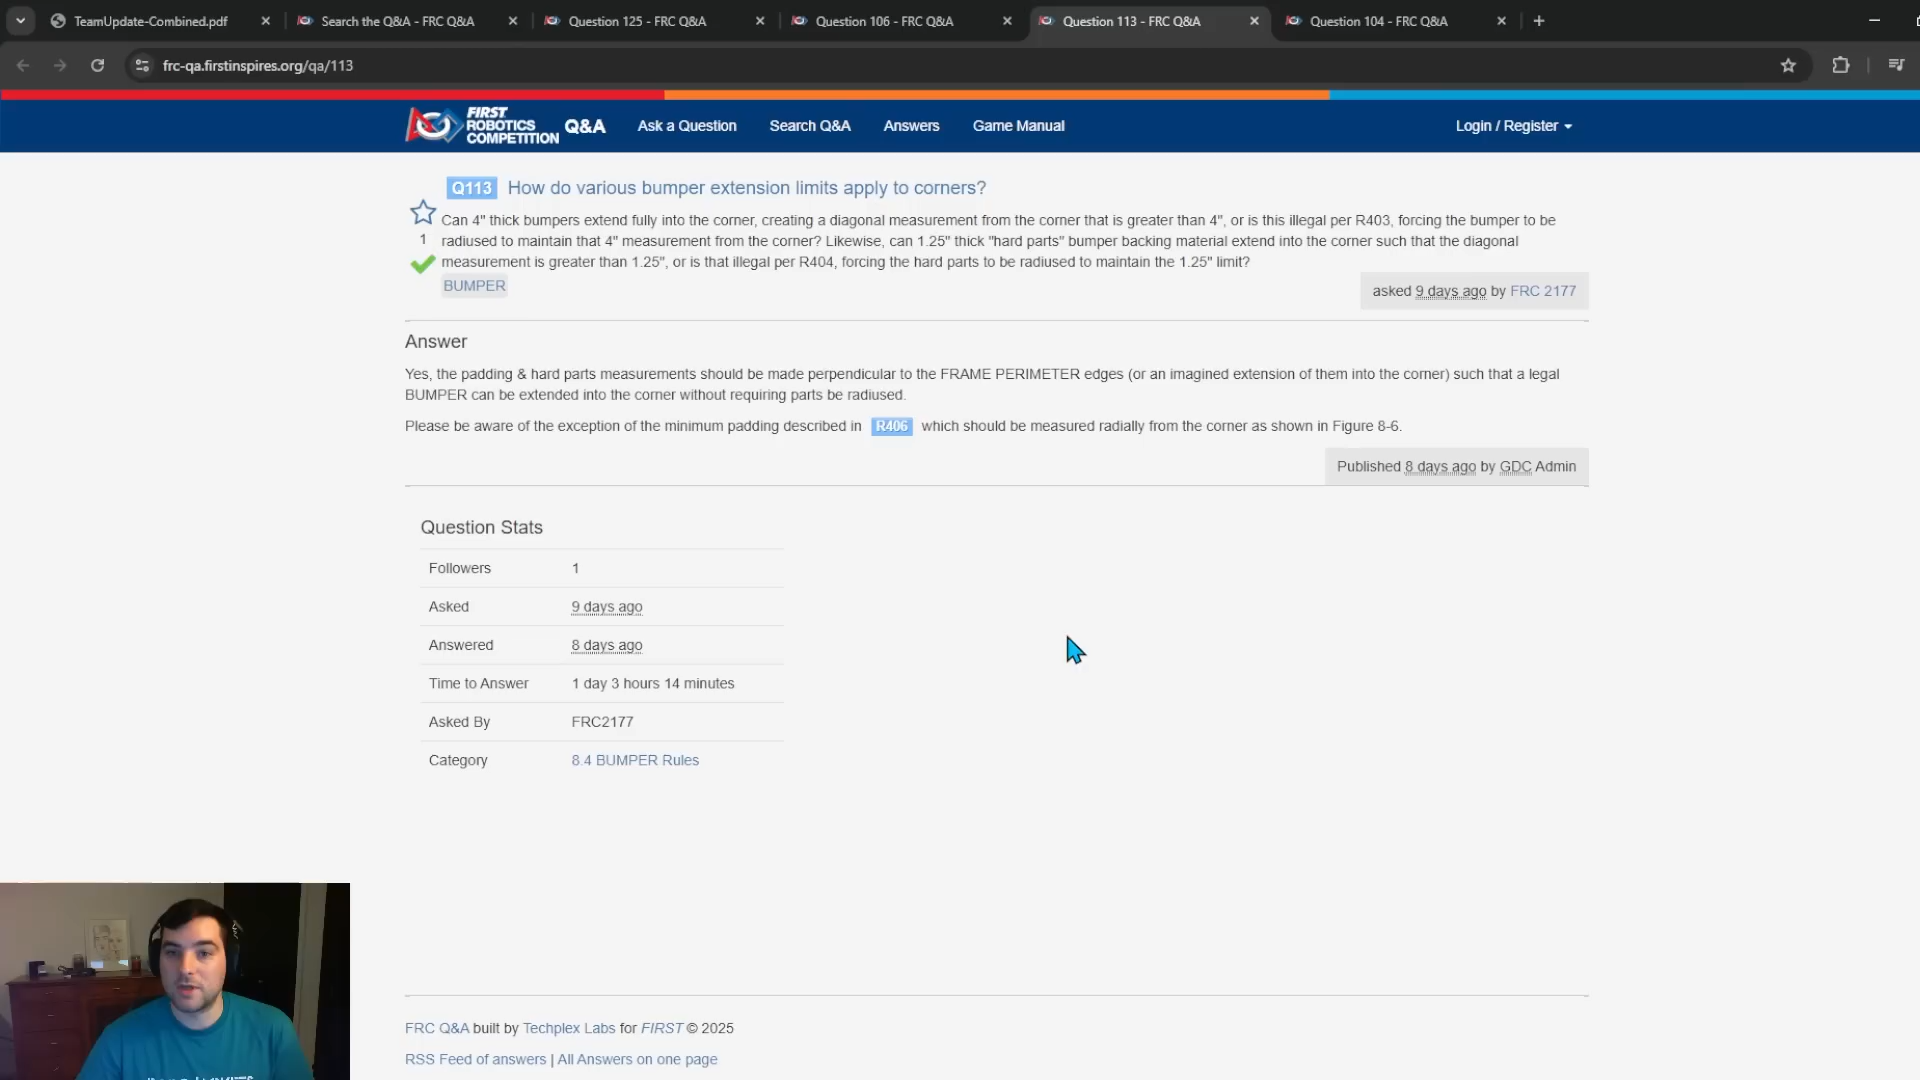 TeamUpdate-Combined.pdf
Search the Q&A - FRC Q&A
Question 125 - FRC Q&A
Question 106 - FRC Q&A
Question 113 - FRC Q&A
Question 104 - FRC Q&A
frc-qa.firstinspires.org/qa/113
FIRST
ROBOTICS
COMPETITION
Q&A
Ask a Question
Search Q&A
Answers
Game Manual
Login / Register
Q113 How do various bumper extension limits apply to corners?
Can 4" thick bumpers extend fully into the corner, creating a diagonal measurement from the corner that is greater than 4", or is this illegal per R403, forcing the bumper to be
1
radiused to maintain that 4" measurement from the corner? Likewise, can 1.25" thick "hard parts" bumper backing material extend into the corner such that the diagonal
measurement is greater than 1.25", or is that illegal per R404, forcing the hard parts to be radiused to maintain the 1.25" limit?
BUMPER
asked 9 days ago by FRC 2177
Answer
Yes, the padding & hard parts measurements should be made perpendicular to the FRAME PERIMETER edges (or an imagined extension of them into the corner) such that a legal
BUMPER can be extended into the corner without requiring parts be radiused.
Please be aware of the exception of the minimum padding described in R406 which should be measured radially from the corner as shown in Figure 8-6.
Published 8 days ago by GDC Admin
Question Stats
Followers 1
Asked 9 days ago
Answered 8 days ago
Time to Answer 1 day 3 hours 14 minutes
Asked By FRC2177
Category 8.4 BUMPER Rules
FRC Q&A built by Techplex Labs for FIRST © 2025
RSS Feed of answers | All Answers on one page